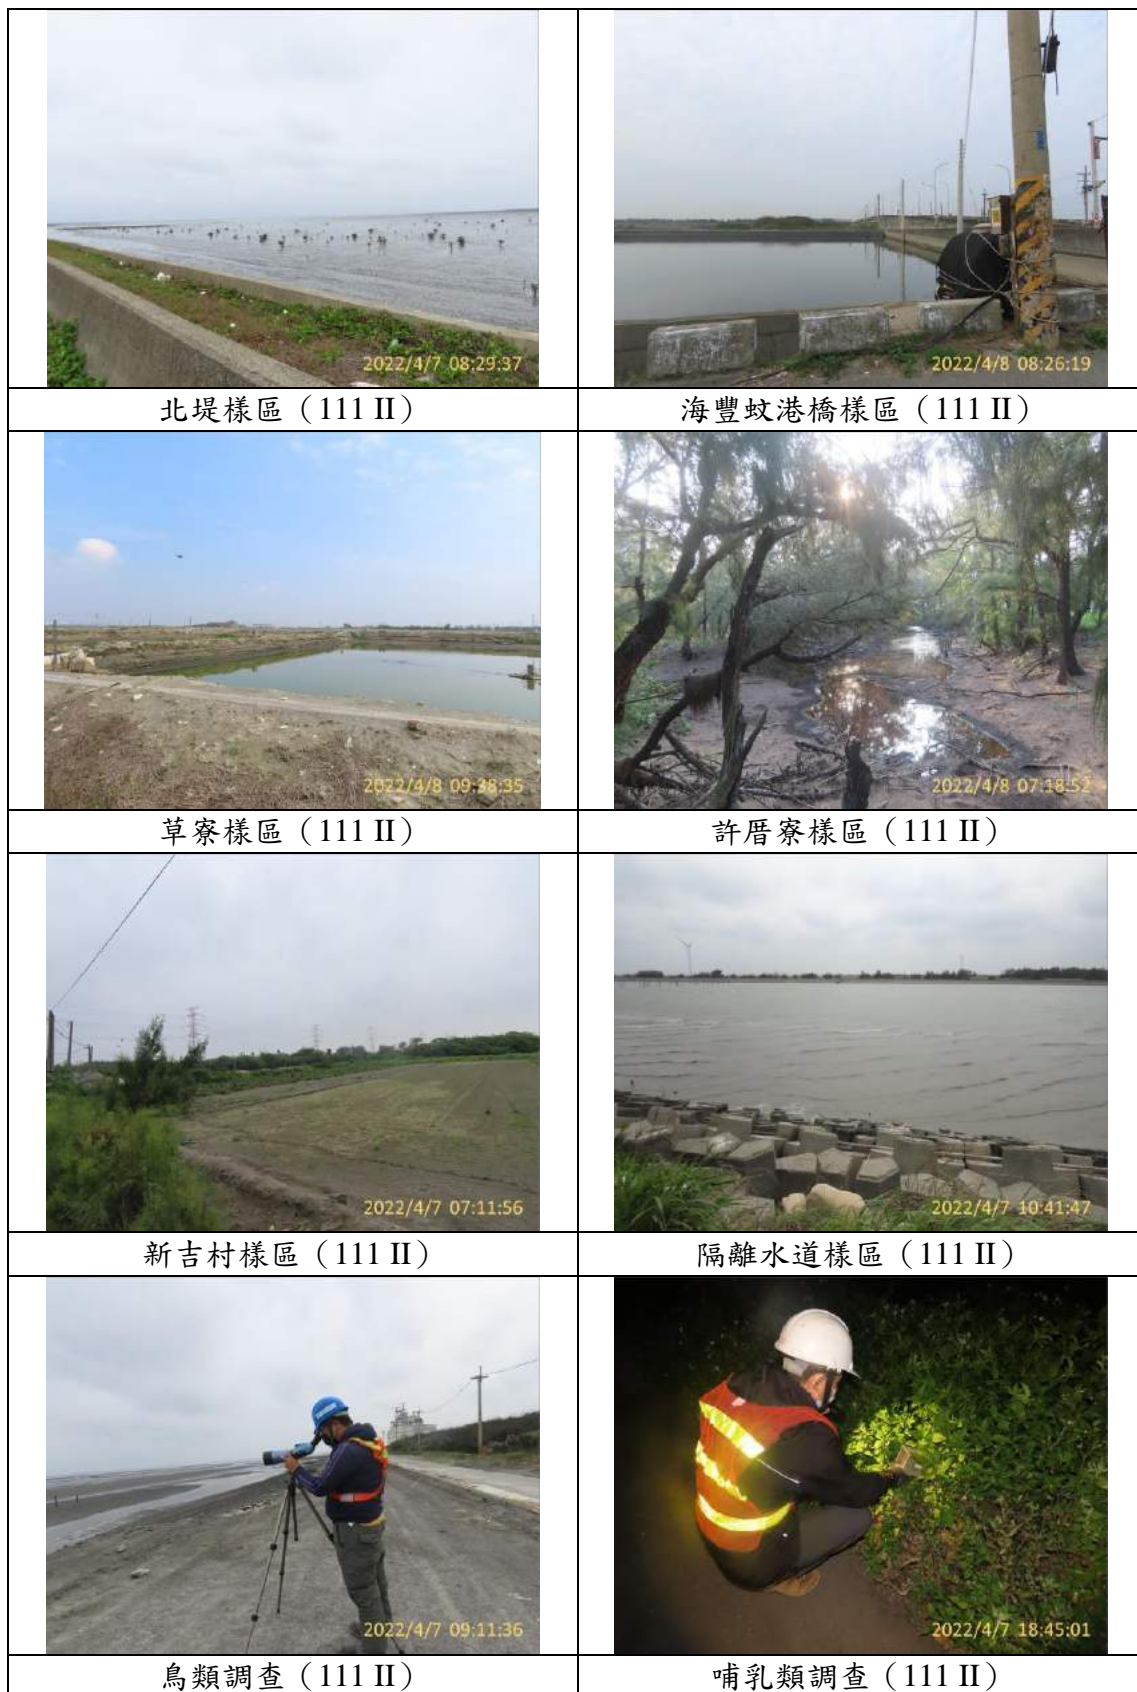 2022/4/7 08:29:37
2022/4/8 08:26:19
北堤樣區（111 II）
海豐蚊港橋樣區（111 II）
2022/4/8 09:38:35
2022/4/8 07:18:52
草寮樣區（111 II）
許厝寮樣區（111 II）
2022/4/7 07:11:56
2022/4/7 10:41:47
新吉村樣區（111 II）
隔離水道樣區（111 II）
2022/4/7 09:11:36
2022/4/7 18:45:01
鳥類調查（111 II）
哺乳類調查（111 II）